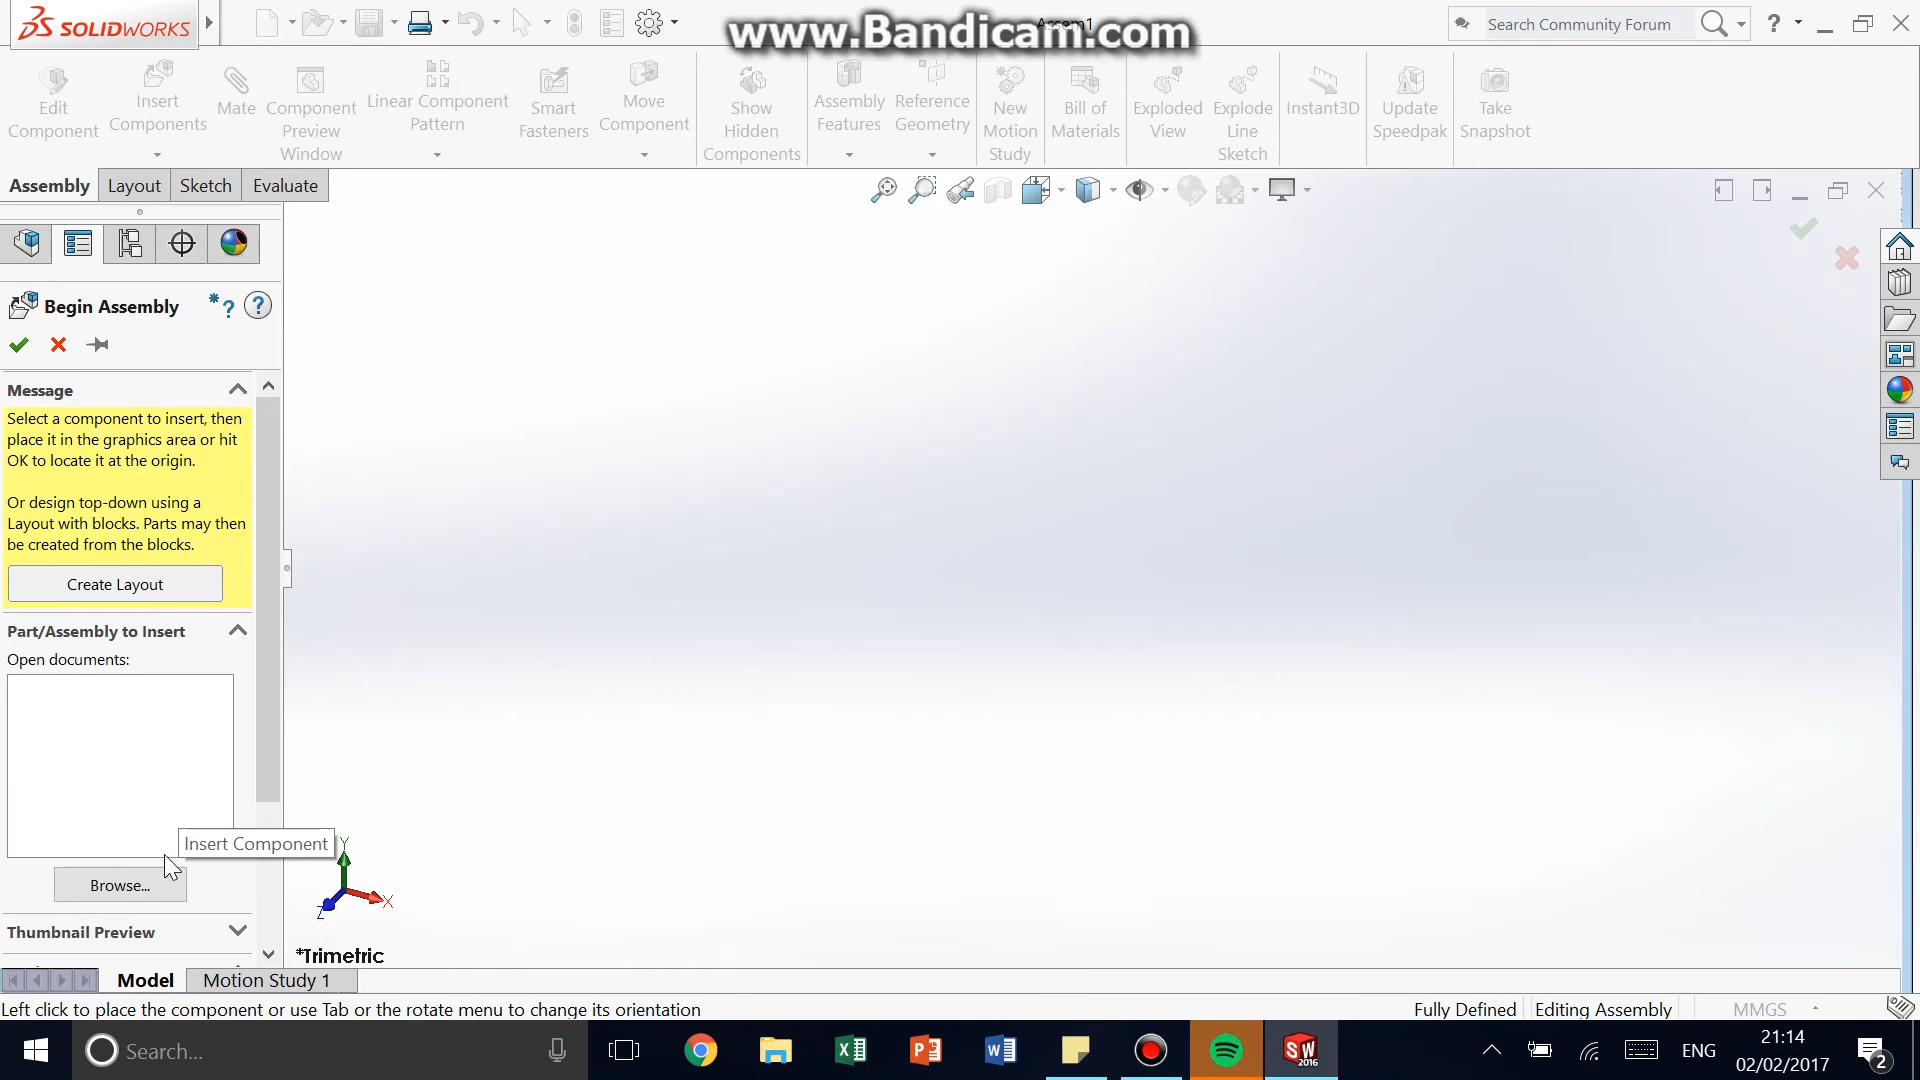 SOLIDWORKS
Assem1
www.Bandicam.com
Search Community Forum
?
Edit Component
Insert Components
Mate
Component Preview Window
Linear Component Pattern
Smart Fasteners
Move Component
Show Hidden Components
Assembly Features
Reference Geometry
New Motion Study
Bill of Materials
Exploded View
Explode Line Sketch
Instant3D
Update Speedpak
Take Snapshot
Assembly Layout Sketch Evaluate
Begin Assembly
Message
Select a component to insert, then
place it in the graphics area or hit
OK to locate it at the origin.
Or design top-down using a
Layout with blocks. Parts may then
be created from the blocks.
Create Layout
Part/Assembly to Insert
Open documents:
Insert Component
Browse...
Thumbnail Preview
Y
X
Z
*Trimetric
Model Motion Study 1
Left click to place the component or use Tab or the rotate menu to change its orientation
Fully Defined Editing Assembly MMGS
Search...
SW 2016
ENG
21:14
02/02/2017
2